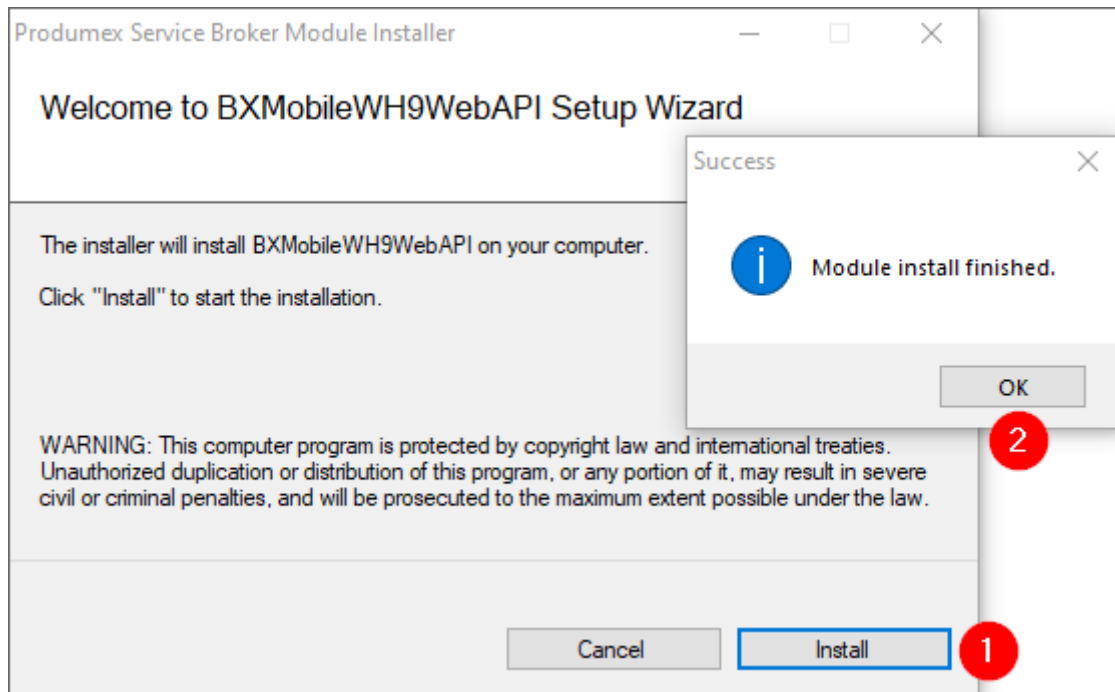 Produmex Service Broker Module Installer
Welcome to BXMobileWH9WebAPI Setup Wizard
Success
The installer will install BXMobileWH9WebAPI on your computer.
Click "Install" to start the installation.
Module install finished.
OK
2
WARNING: This computer program is protected by copyright law and international treaties.
Unauthorized duplication or distribution of this program, or any portion of it, may result in severe
civil or criminal penalties, and will be prosecuted to the maximum extent possible under the law.
Cancel
Install
1